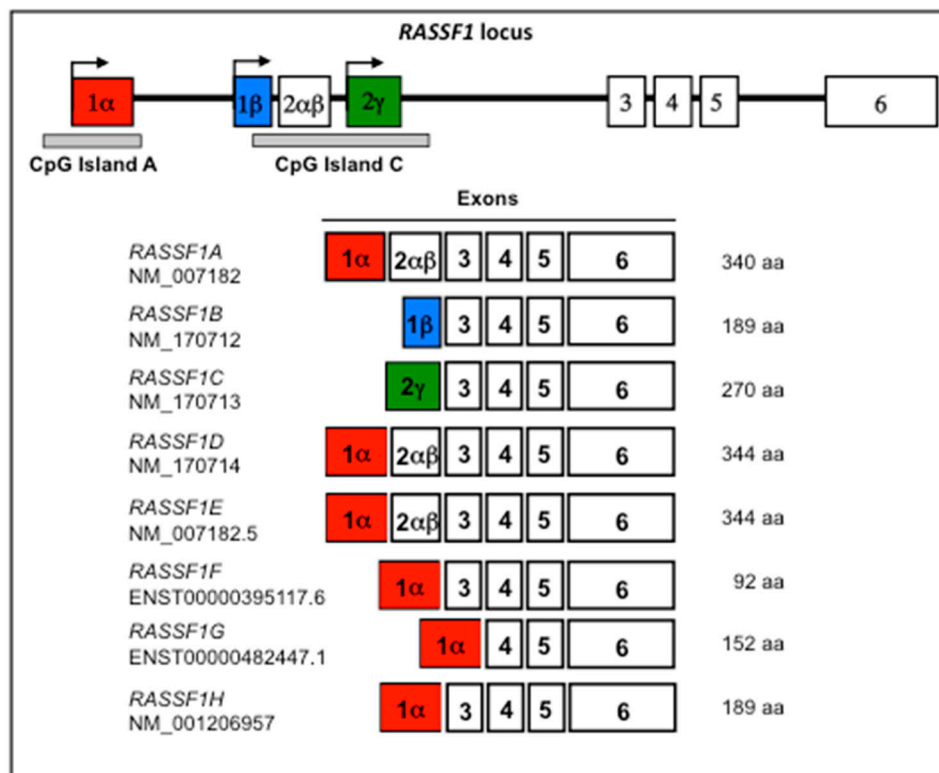 RASSF1 locus
1α 1β 2αβ 2γ 3 4 5 6
CpG Island A CpG Island C
Exons
RASSF1A
NM_007182
1α 2αβ 3 4 5 6 340 aa
RASSF1B
NM_170712
1β 3 4 5 6 189 aa
RASSF1C
NM_170713
2γ 3 4 5 6 270 aa
RASSF1D
NM_170714
1α 2αβ 3 4 5 6 344 aa
RASSF1E
NM_007182.5
1α 2αβ 3 4 5 6 344 aa
RASSF1F
ENST00000395117.6
1α 3 4 5 6 92 aa
RASSF1G
ENST00000482447.1
1α 4 5 6 152 aa
RASSF1H
NM_001206957
1α 3 4 5 6 189 aa